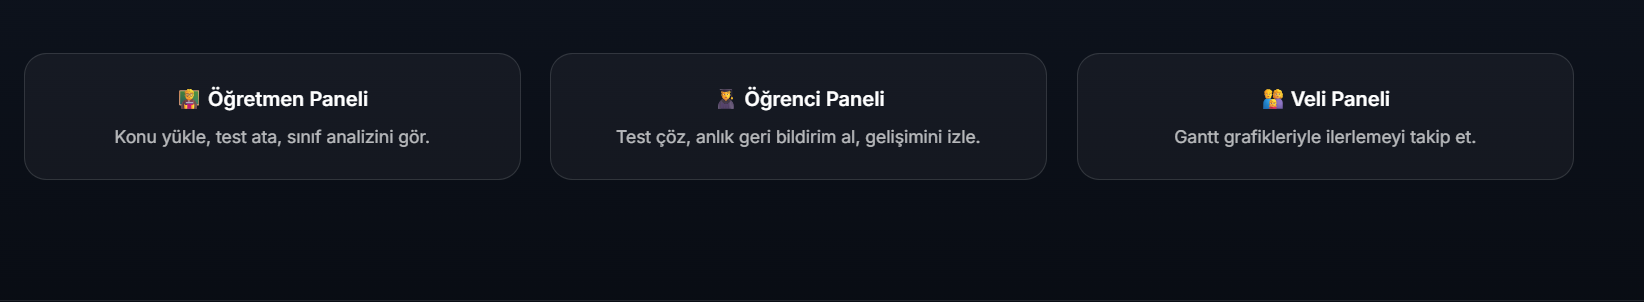 👩‍🏫 Öğretmen Paneli
Konu yükle, test ata, sınıf analizini gör.
👩‍🎓 Öğrenci Paneli
Test çöz, anlık geri bildirim al, gelişimini izle.
👨‍👩‍👦 Veli Paneli
Gantt grafikleriyle ilerlemeyi takip et.